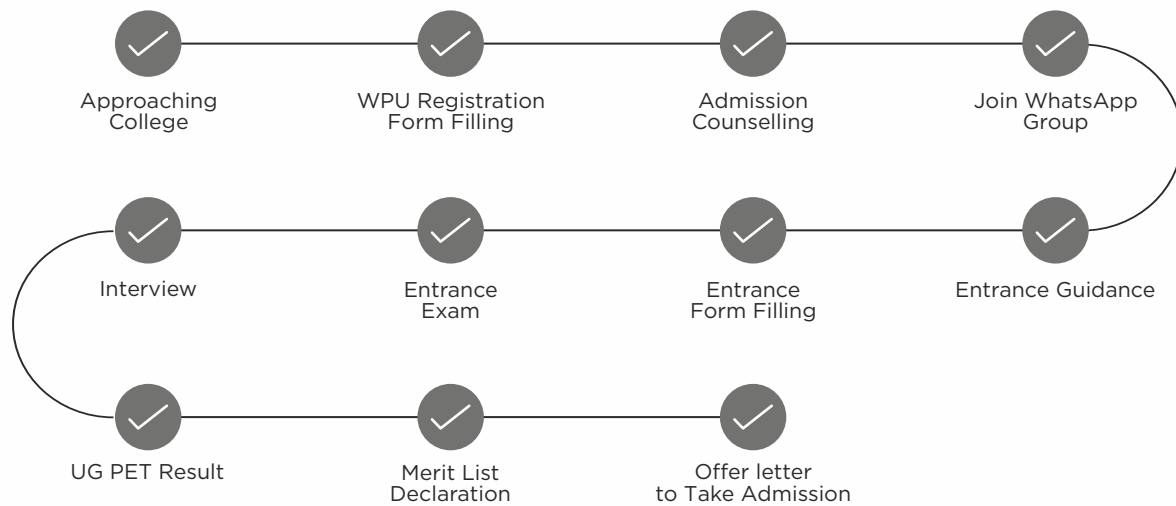 Approaching
College
WPU Registration
Form Filling
Admission
Counselling
Join WhatsApp
Group
Entrance Guidance
Entrance
Form Filling
Entrance
Exam
Interview
UG PET Result
Merit List
Declaration
Offer letter
to Take Admission